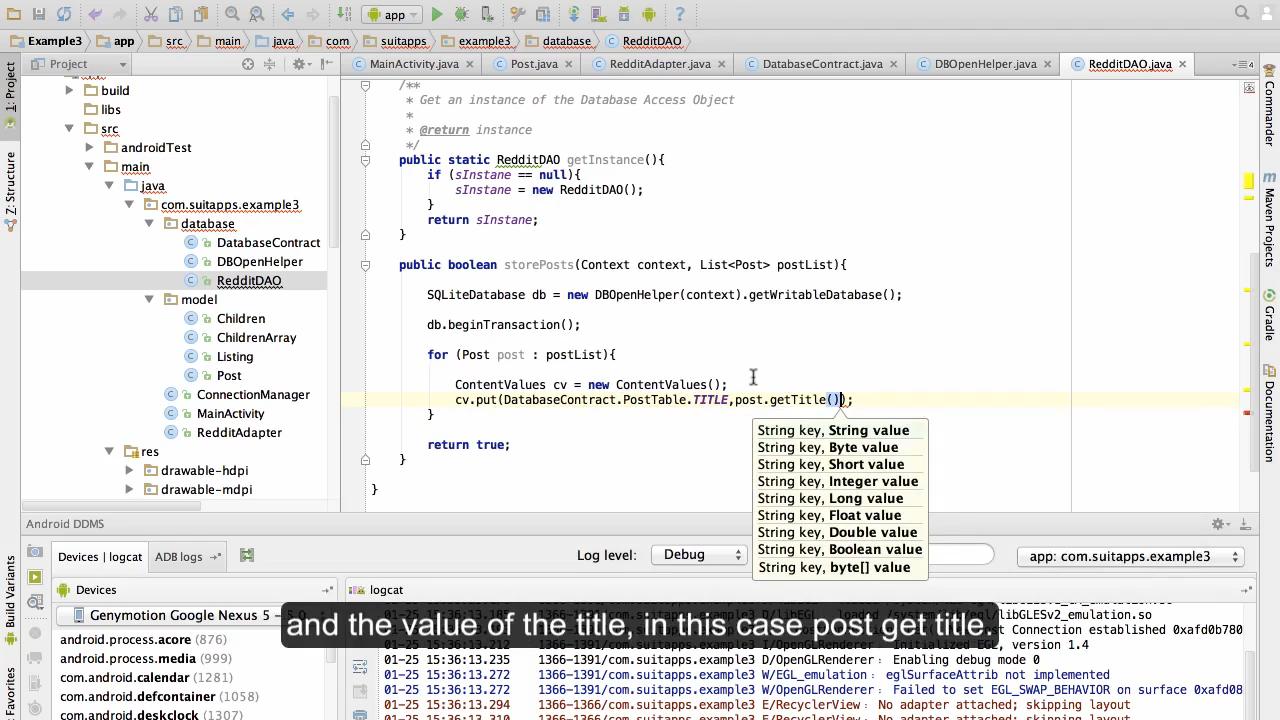 app
Example3 app src main java com suitapps example3 database RedditDAO
Project
MainActivity.java Post.java RedditAdapter.java DatabaseContract.java DBOpenHelper.java RedditDAO.java
1: Project
Z: Structure
Build Variants
Favorites
build
libs
src
androidTest
main
java
com.suitapps.example3
database
DatabaseContract
DBOpenHelper
RedditDAO
model
Children
ChildrenArray
Listing
Post
ConnectionManager
MainActivity
RedditAdapter
res
drawable-hdpi
drawable-mdpi
/**
* Get an instance of the Database Access Object
*
* @return instance
*/
public static RedditDAO getInstance(){
if (sInstane == null){
sInstane = new RedditDAO();
}
return sInstane;
}
public boolean storePosts(Context context, List<Post> postList){
SQLiteDatabase db = new DBOpenHelper(context).getWritableDatabase();
db.beginTransaction();
for (Post post : postList){
ContentValues cv = new ContentValues();
cv.put(DatabaseContract.PostTable.TITLE,post.getTitle());
}
return true;
}
}
String key, String value
String key, Byte value
String key, Short value
String key, Integer value
String key, Long value
String key, Float value
String key, Double value
String key, Boolean value
String key, byte[] value
Commander
Maven Projects
Gradle
Database
Android DDMS
Devices | logcat ADB logs Log level: Debug app: com.suitapps.example3
Devices
Genymotion Google Nexus 5 –
android.process.acore (876)
android.process.media (999)
android.calendar (1281)
android.defcontainer (1058)
android.deskclock (1307)
logcat
01-25 15:36:13.235 1366-1391/com.suitapps.example3 D/OpenGLRenderer﹕ Enabling debug mode 0
01-25 15:36:13.272 1366-1391/com.suitapps.example3 W/EGL_emulation﹕ eglSurfaceAttrib not implemented
01-25 15:36:13.272 1366-1391/com.suitapps.example3 W/OpenGLRenderer﹕ Failed to set EGL_SWAP_BEHAVIOR on surface 0xafd08
01-25 15:36:13.294 1366-1366/com.suitapps.example3 E/RecyclerView﹕ No adapter attached; skipping layout
and the value of the title, in this case post get title.